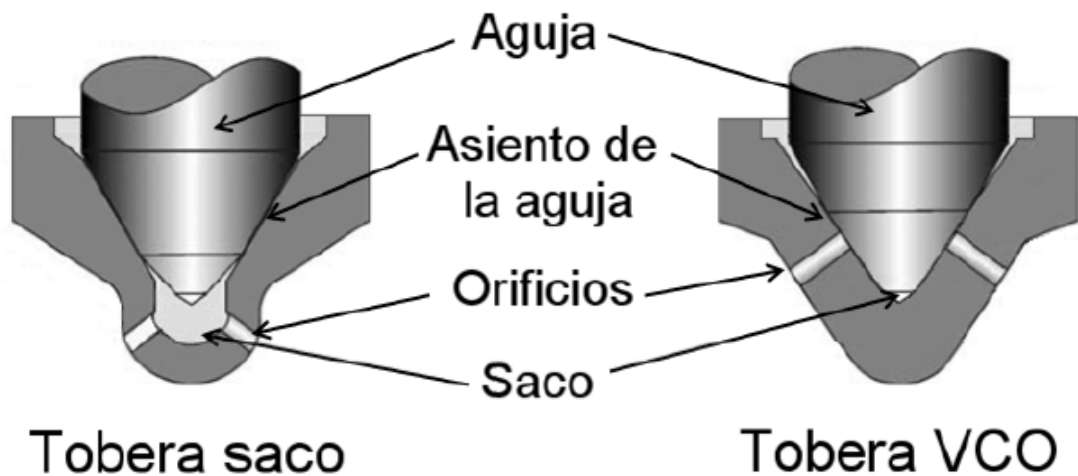 Aguja
Asiento de
la aguja
Orificios
Saco
Tobera saco
Tobera VCO